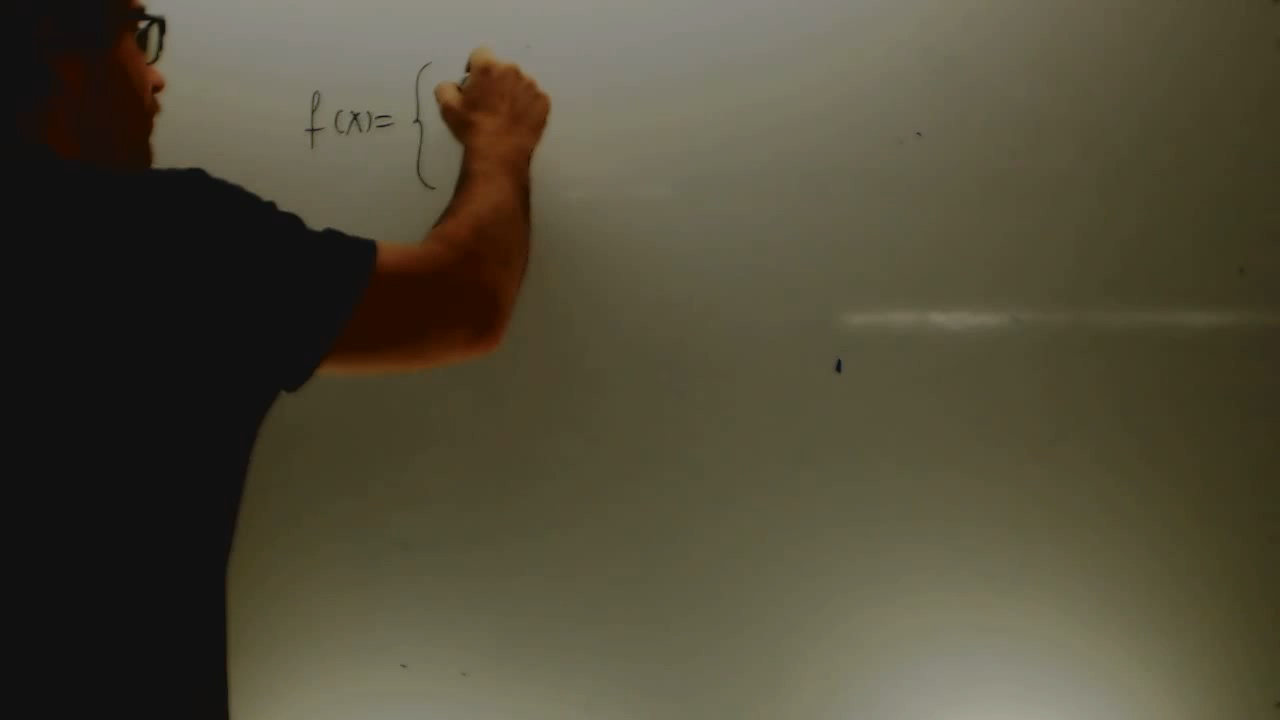 f(x)= {